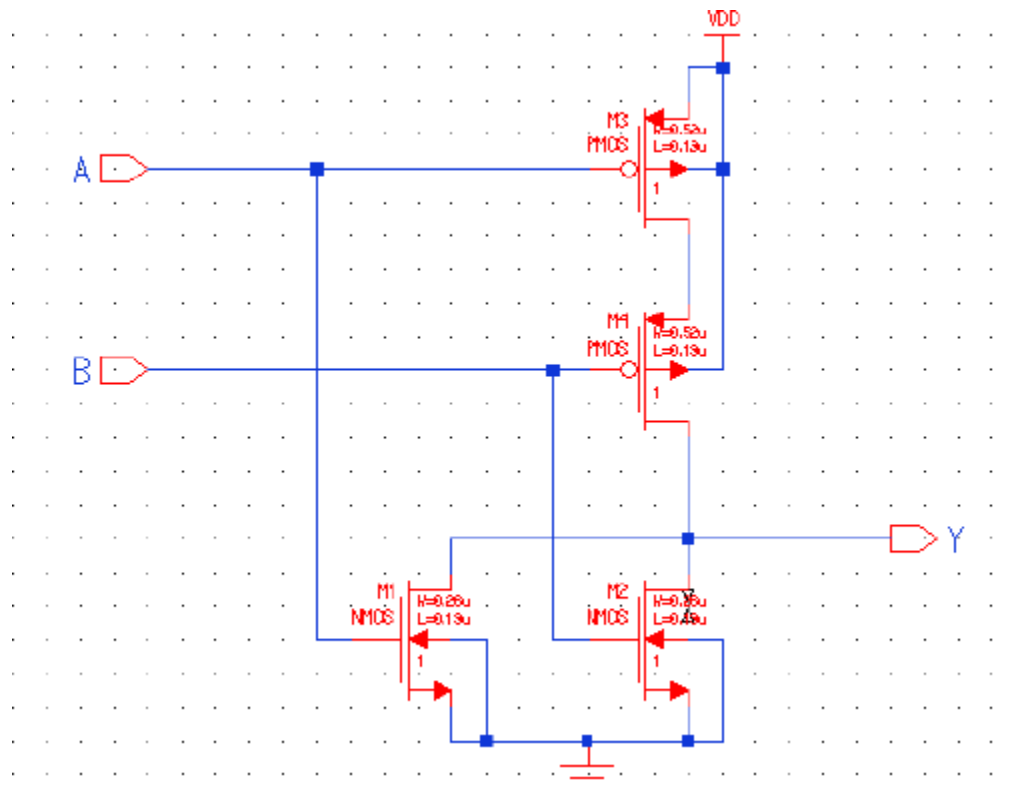 VDD
M3
PMOS
W=0.52u
L=0.13u
1
A
M4
PMOS
W=0.52u
L=0.13u
1
B
Y
M1
NMOS
W=0.26u
L=0.13u
1
M2
NMOS
1